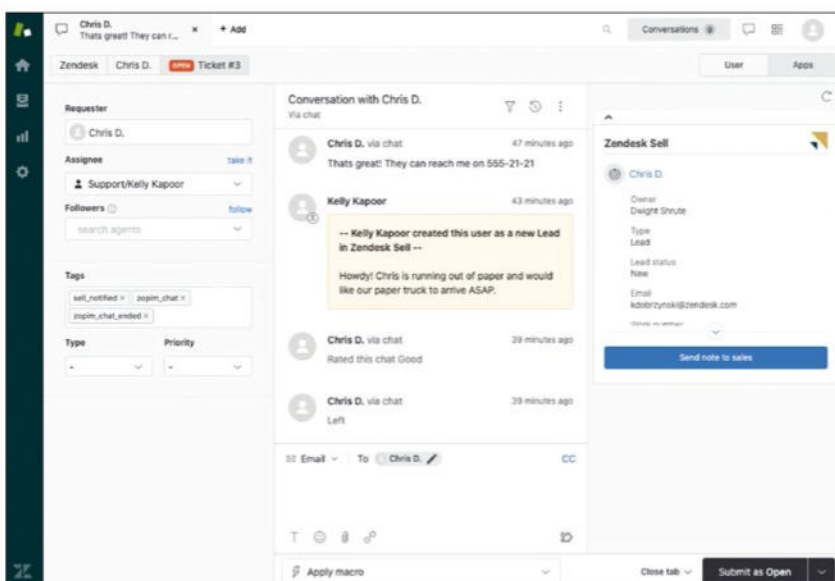 Chris D.
Thats great! They can r...
+ Add
Conversations 0
Zendesk
Chris D.
OPEN Ticket #3
User
Apps
Requester
Chris D.
Assignee
take it
Support/Kelly Kapoor
Followers
follow
search agents
Tags
sell_notified ×
zopim_chat ×
zopim_chat_ended ×
Type
Priority
-
-
Conversation with Chris D.
Via chat
Chris D. via chat
47 minutes ago
Thats great! They can reach me on 555-21-21
Kelly Kapoor
43 minutes ago
-- Kelly Kapoor created this user as a new Lead
in Zendesk Sell --
Howdy! Chris is running out of paper and would
like our paper truck to arrive ASAP.
Chris D. via chat
39 minutes ago
Rated this chat Good
Chris D. via chat
39 minutes ago
Left
Email
To
Chris D.
CC
Apply macro
Close tab
Submit as Open
Zendesk Sell
Chris D.
Owner
Dwight Shrute
Type
Lead
Lead status
New
Email
kdobrzynski@zendesk.com
Work number
Send note to sales